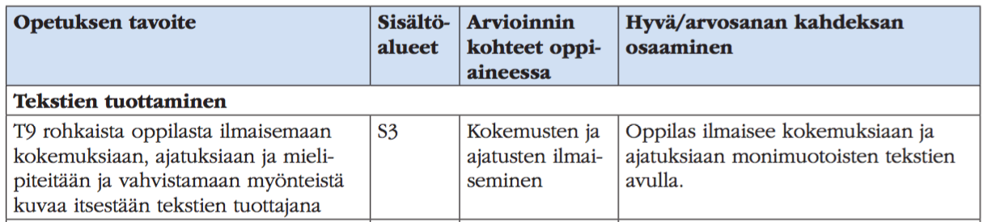 Opetuksen tavoite
Sisältö-
alueet
Arvioinnin
kohteet oppi-
aineessa
Hyvä/arvosanan kahdeksan
osaaminen
Tekstien tuottaminen
T9 rohkaista oppilasta ilmaisemaan
kokemuksiaan, ajatuksiaan ja mieli-
piteitään ja vahvistamaan myönteistä
kuvaa itsestään tekstien tuottajana
S3
Kokemusten ja
ajatusten ilmai-
seminen
Oppilas ilmaisee kokemuksiaan ja
ajatuksiaan monimuotoisten tekstien
avulla.